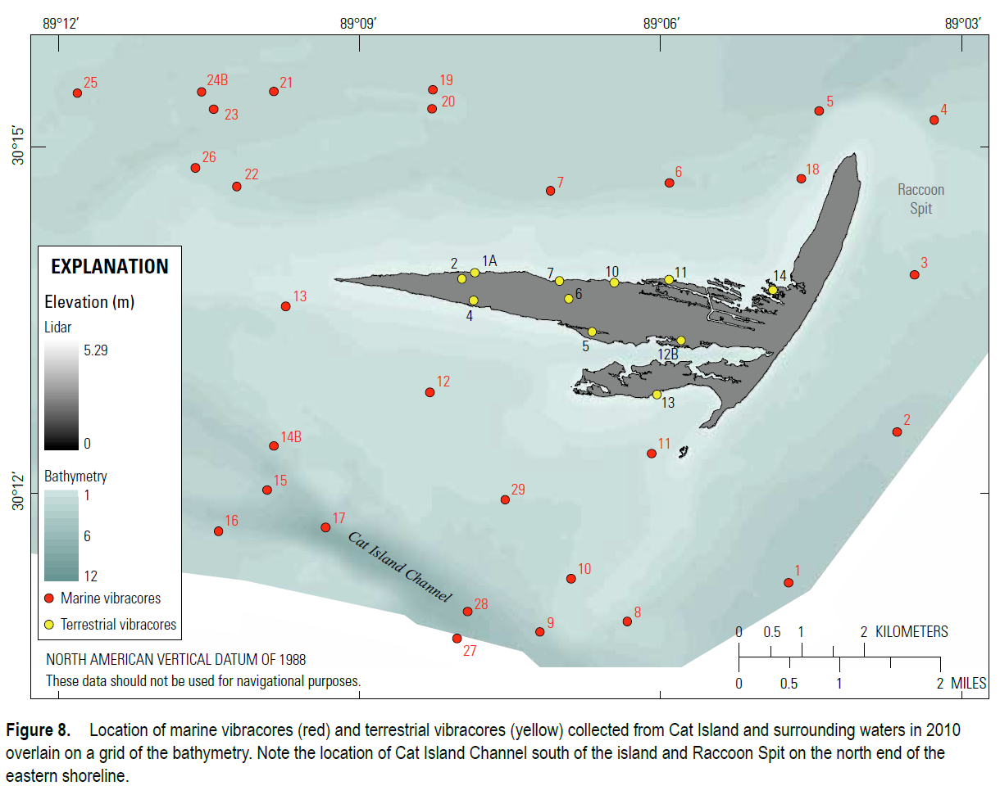 89°12′ 89°09′ 89°06′ 89°03′
25 24B 21 19
23 20 5 4
30°15′
26 22 7 6 18
Raccoon
Spit
3
2 1A 7 10 11 14
6
4
5
12B
13
13
12
2
14B
11
15
29
16 17
Cat Island Channel
10
1
28
9
8
27
30°12′
EXPLANATION
Elevation (m)
Lidar
5.29
0
Bathymetry
1
6
12
Marine vibracores
Terrestrial vibracores
NORTH AMERICAN VERTICAL DATUM OF 1988
These data should not be used for navigational purposes.
0 0.5 1 2 KILOMETERS
0 0.5 1 2 MILES
Figure 8. Location of marine vibracores (red) and terrestrial vibracores (yellow) collected from Cat Island and surrounding waters in 2010
overlain on a grid of the bathymetry. Note the location of Cat Island Channel south of the island and Raccoon Spit on the north end of the
eastern shoreline.